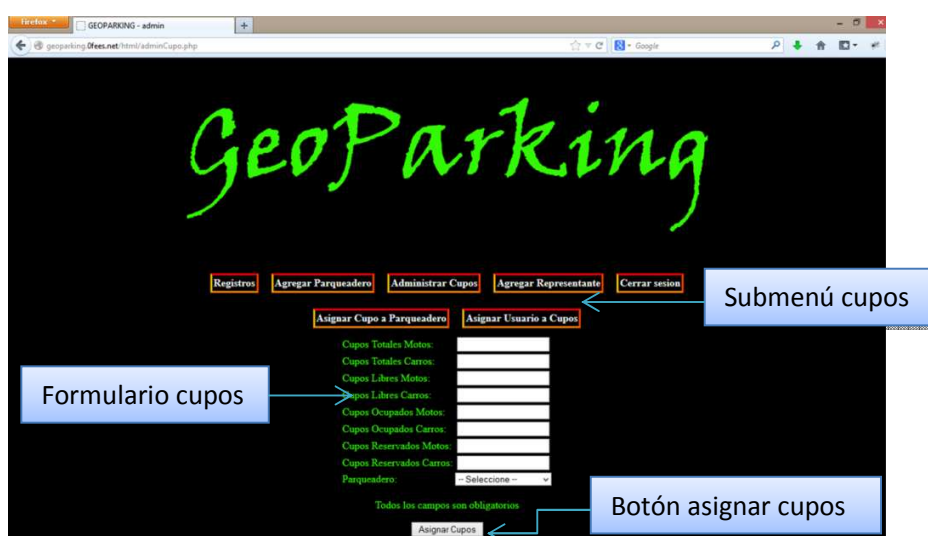 Firefox
GEOPARKING - admin
geoparking.0fees.net/html/adminCupo.php
Google
GeoParking
Registros Agregar Parqueadero Administrar Cupos Agregar Representante Cerrar sesion
Submenú cupos
Asignar Cupo a Parqueadero Asignar Usuario a Cupos
Cupos Totales Motos:
Cupos Totales Carros:
Cupos Libres Motos:
Formulario cupos
Cupos Libres Carros:
Cupos Ocupados Motos:
Cupos Ocupados Carros:
Cupos Reservados Motos:
Cupos Reservados Carros:
Parqueadero: -- Seleccione --
Todos los campos son obligatorios
Botón asignar cupos
Asignar Cupos